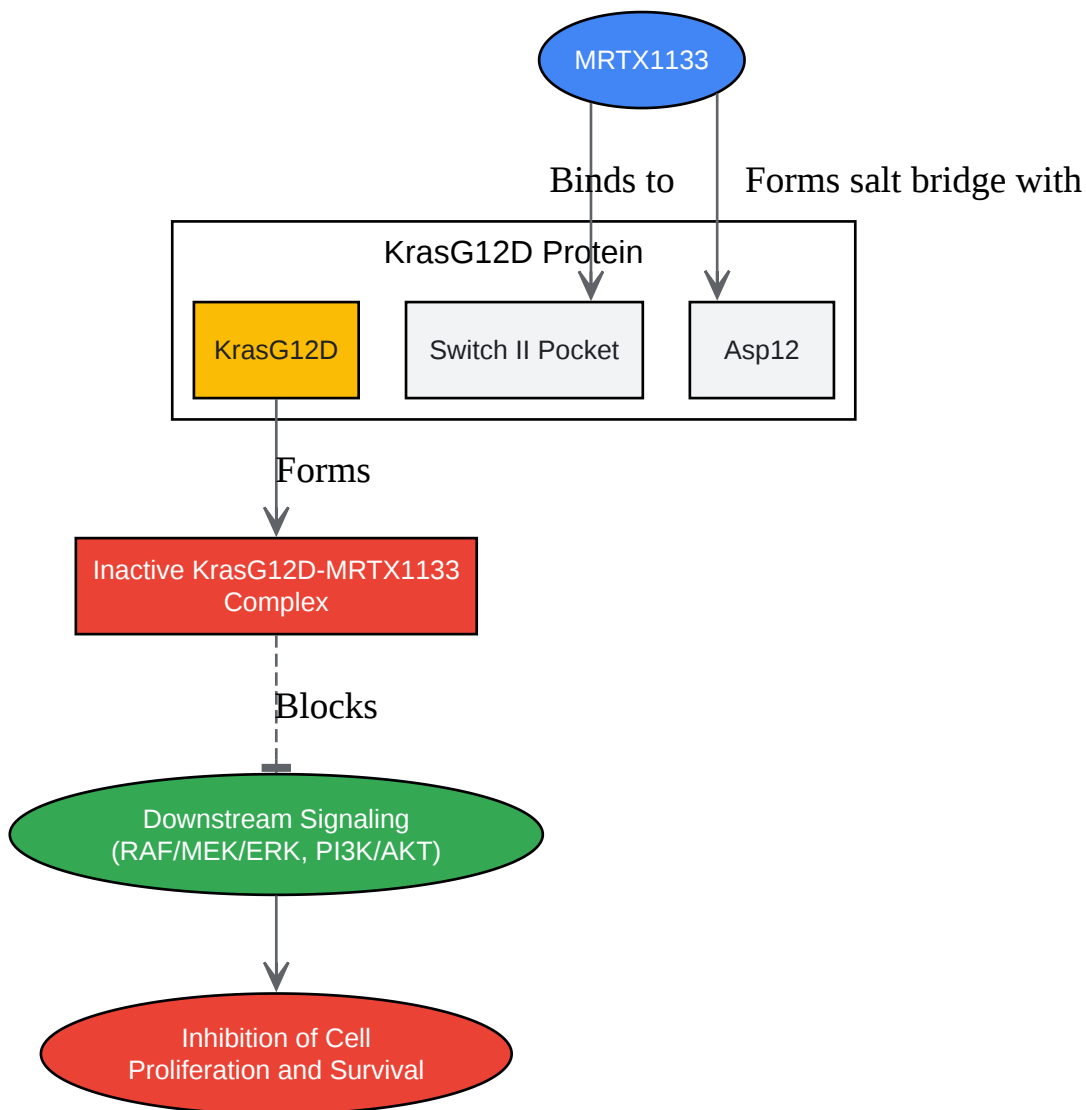 MRTX1133
Binds to
Forms salt bridge with
KrasG12D Protein
KrasG12D
Switch II Pocket
Asp12
Forms
Inactive KrasG12D-MRTX1133
Complex
Blocks
Downstream Signaling
(RAF/MEK/ERK, PI3K/AKT)
Inhibition of Cell
Proliferation and Survival